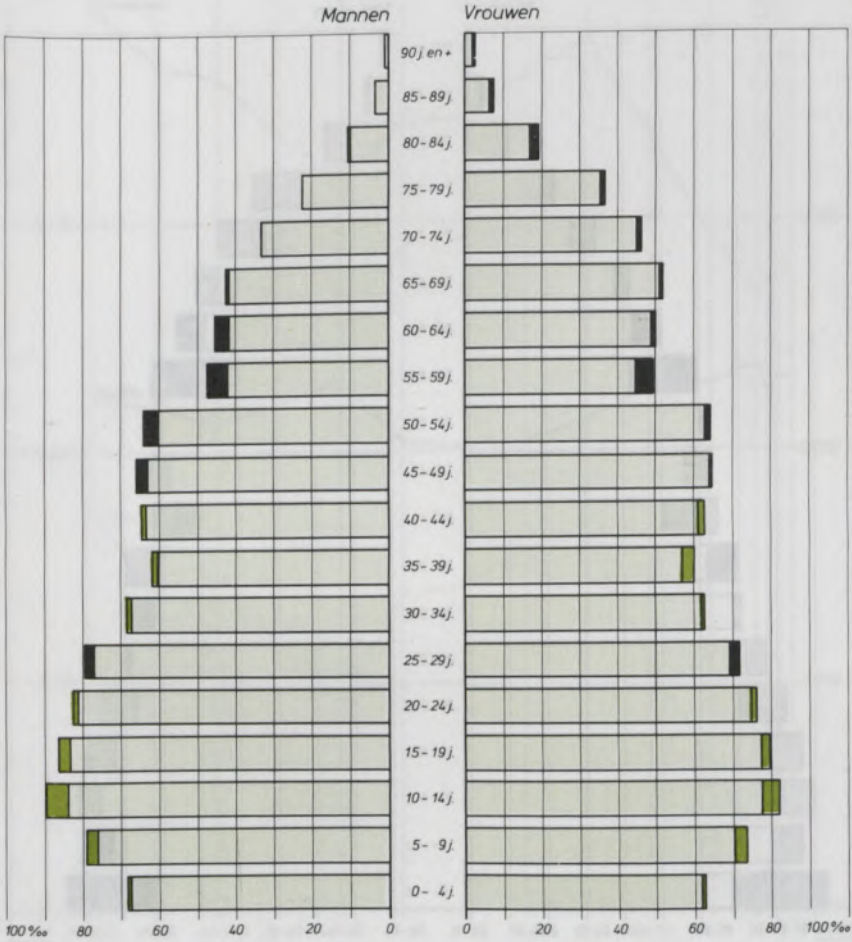 Mannen Vrouwen
90 j. en +
85-89 j.
80-84 j.
75-79 j.
70-74 j.
65-69 j.
60-64 j.
55-59 j.
50-54 j.
45-49 j.
40-44 j.
35-39 j.
30-34 j.
25-29 j.
20-24 j.
15-19 j.
10-14 j.
5- 9 j.
0- 4 j.
100 ‰ 80 60 40 20 0 0 20 40 60 80 100 ‰